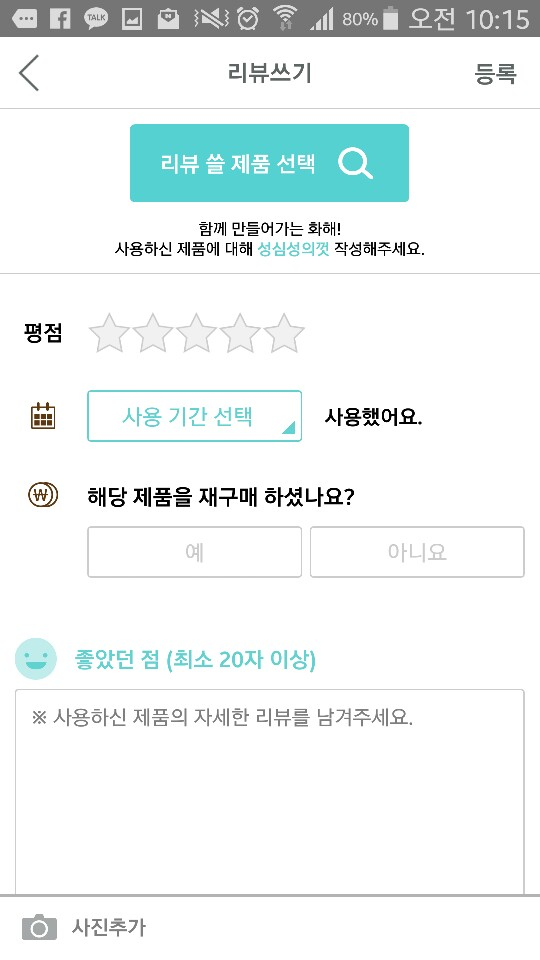 TALK 80% 오전 10:15
리뷰쓰기 등록
리뷰 쓸 제품 선택
함께 만들어가는 화해!
사용하신 제품에 대해 성심성의껏 작성해주세요.
평점
사용 기간 선택 사용했어요.
₩ 해당 제품을 재구매 하셨나요?
예 아니요
좋았던 점 (최소 20자 이상)
※ 사용하신 제품의 자세한 리뷰를 남겨주세요.
사진추가